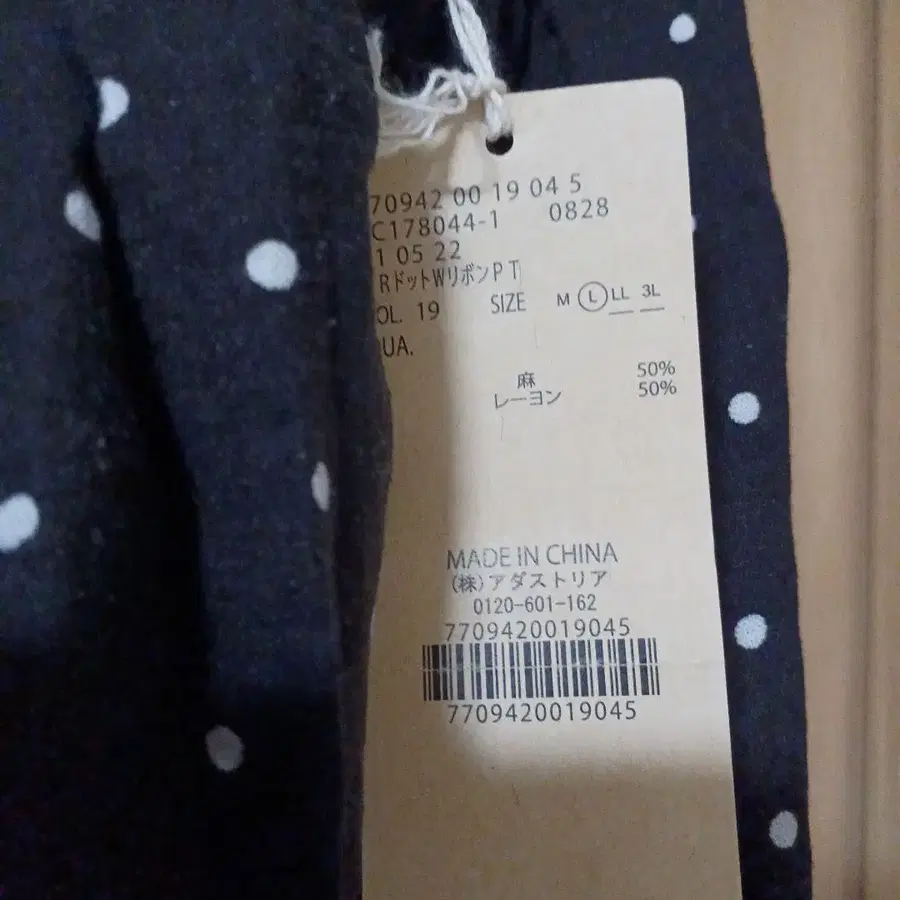 70942 00 19 04 5
C178044-1 0828
1 05 22
RドットWリボンPT
OL. 19 SIZE M L LL 3L
UA.
麻 50%
レーヨン 50%
MADE IN CHINA
(株)アダストリア
0120-601-162
7709420019045
7709420019045